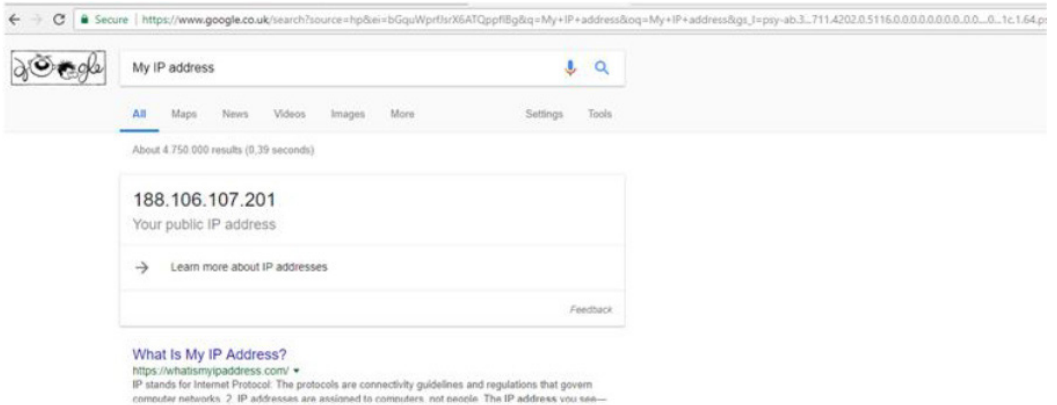 Secure | https://www.google.co.uk/search?source=hp&ei=bGquWprfJsrX6ATQppfI8g&q=My+IP+address&oq=My+IP+address&gs_l=psy-ab.3...711.4202.0.5116.0.0.0.0.0.0.0.0..0.0....0...1c.1.64.ps
Google
My IP address
All Maps News Videos Images More Settings Tools
About 4 750 000 results (0,39 seconds)
188.106.107.201
Your public IP address
Learn more about IP addresses
Feedback
What Is My IP Address?
https://whatismyipaddress.com/
IP stands for Internet Protocol. The protocols are connectivity guidelines and regulations that govern
computer networks. 2. IP addresses are assigned to computers, not people. The IP address you see—